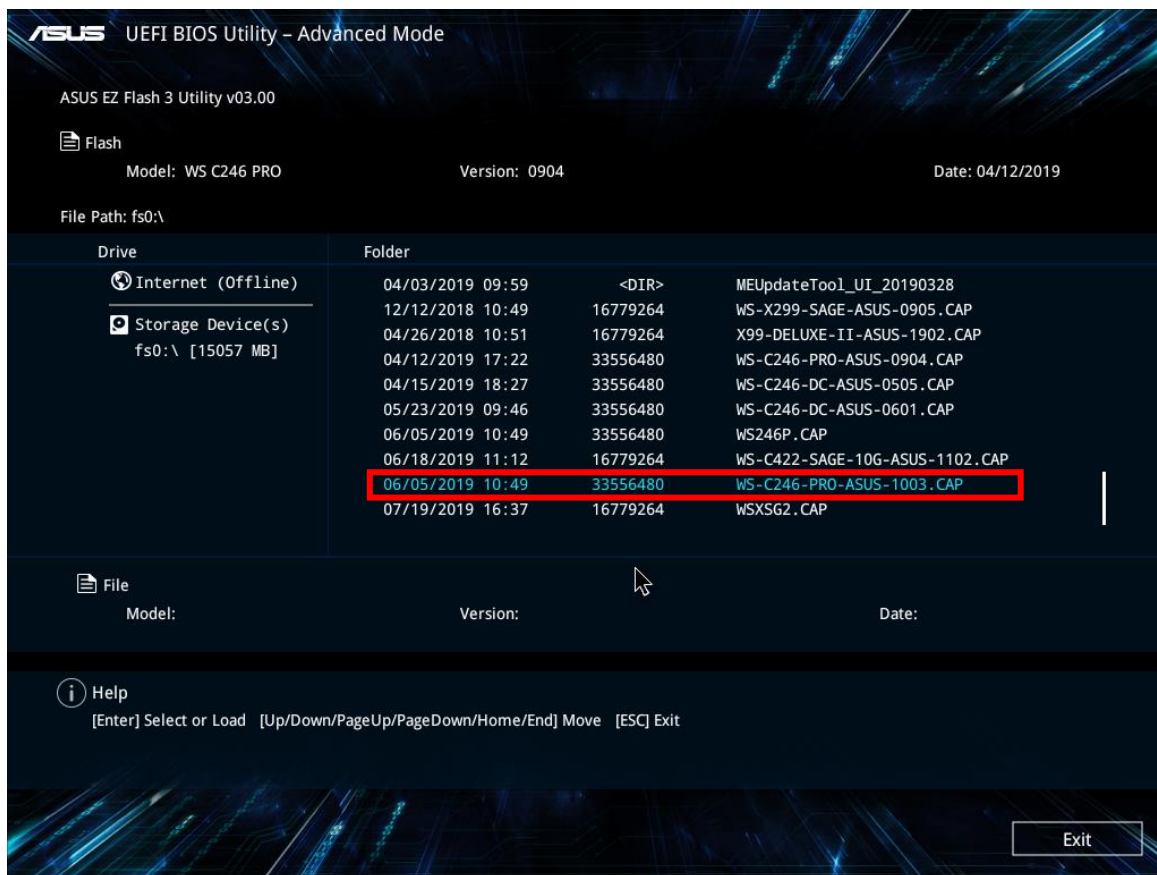 ASUS UEFI BIOS Utility – Advanced Mode
ASUS EZ Flash 3 Utility v03.00
Flash
Model: WS C246 PRO Version: 0904 Date: 04/12/2019
File Path: fs0:\
Drive Folder
Internet (Offline)
Storage Device(s)
fs0:\ [15057 MB]
04/03/2019 09:59 <DIR> MEUpdateTool_UI_20190328
12/12/2018 10:49 16779264 WS-X299-SAGE-ASUS-0905.CAP
04/26/2018 10:51 16779264 X99-DELUXE-II-ASUS-1902.CAP
04/12/2019 17:22 33556480 WS-C246-PRO-ASUS-0904.CAP
04/15/2019 18:27 33556480 WS-C246-DC-ASUS-0505.CAP
05/23/2019 09:46 33556480 WS-C246-DC-ASUS-0601.CAP
06/05/2019 10:49 33556480 WS246P.CAP
06/18/2019 11:12 16779264 WS-C422-SAGE-10G-ASUS-1102.CAP
06/05/2019 10:49 33556480 WS-C246-PRO-ASUS-1003.CAP
07/19/2019 16:37 16779264 WSXSG2.CAP
File
Model: Version: Date:
Help
[Enter] Select or Load [Up/Down/PageUp/PageDown/Home/End] Move [ESC] Exit
Exit